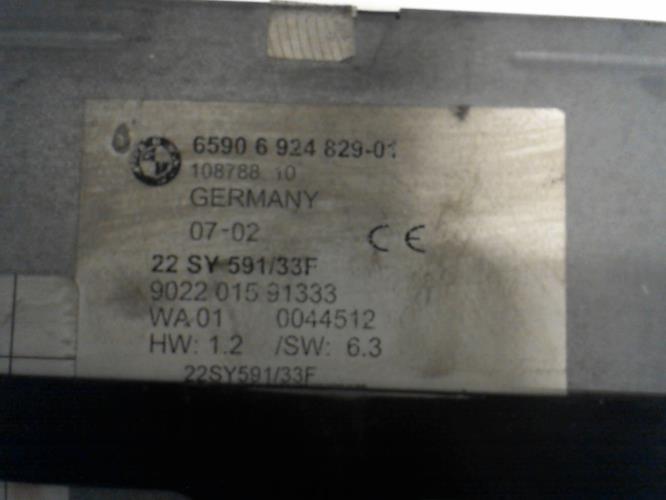 6590 6 924 829-01
108788 10
GERMANY
07-02
CE
22 SY 591/33F
9022 015 91333
WA 01 0044512
HW: 1.2 /SW: 6.3
22SY591/33F